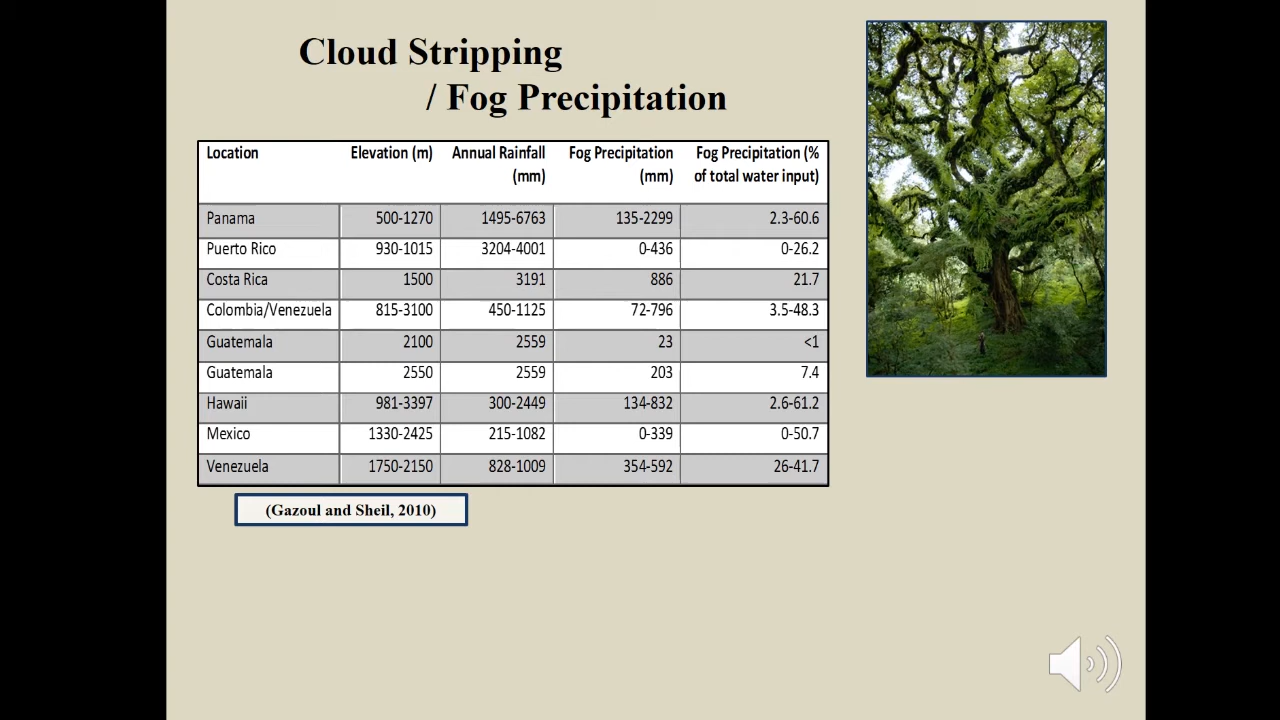 Cloud Stripping
/ Fog Precipitation
Location Elevation (m) Annual Rainfall (mm) Fog Precipitation (mm) Fog Precipitation (% of total water input)
Panama 500-1270 1495-6763 135-2299 2.3-60.6
Puerto Rico 930-1015 3204-4001 0-436 0-26.2
Costa Rica 1500 3191 886 21.7
Colombia/Venezuela 815-3100 450-1125 72-796 3.5-48.3
Guatemala 2100 2559 23 <1
Guatemala 2550 2559 203 7.4
Hawaii 981-3397 300-2449 134-832 2.6-61.2
Mexico 1330-2425 215-1082 0-339 0-50.7
Venezuela 1750-2150 828-1009 354-592 26-41.7
(Gazoul and Sheil, 2010)